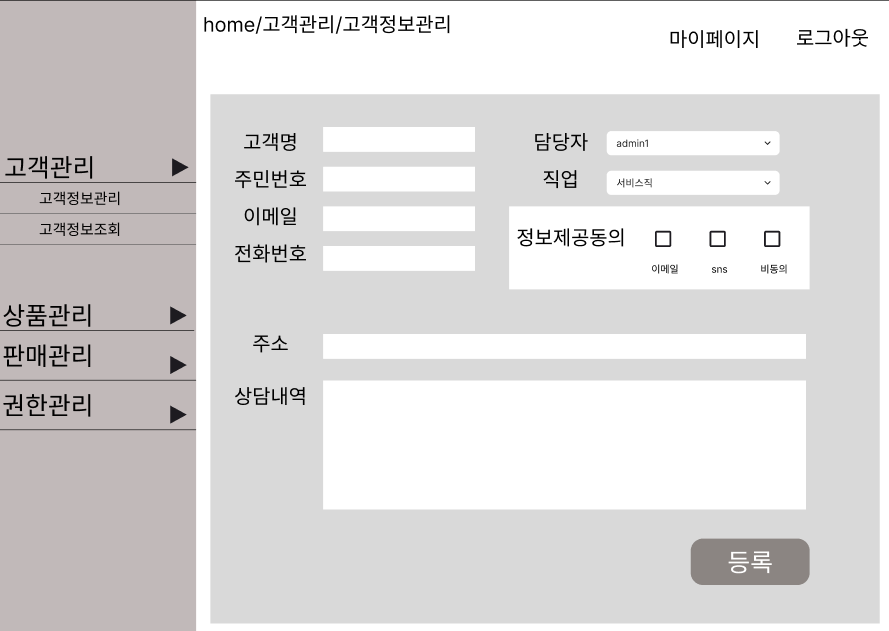 home/고객관리/고객정보관리
마이페이지
로그아웃
고객관리
고객정보관리
고객정보조회
상품관리
판매관리
권한관리
고객명
주민번호
이메일
전화번호
담당자
admin1
직업
서비스직
정보제공동의
이메일
sns
비동의
주소
상담내역
등록